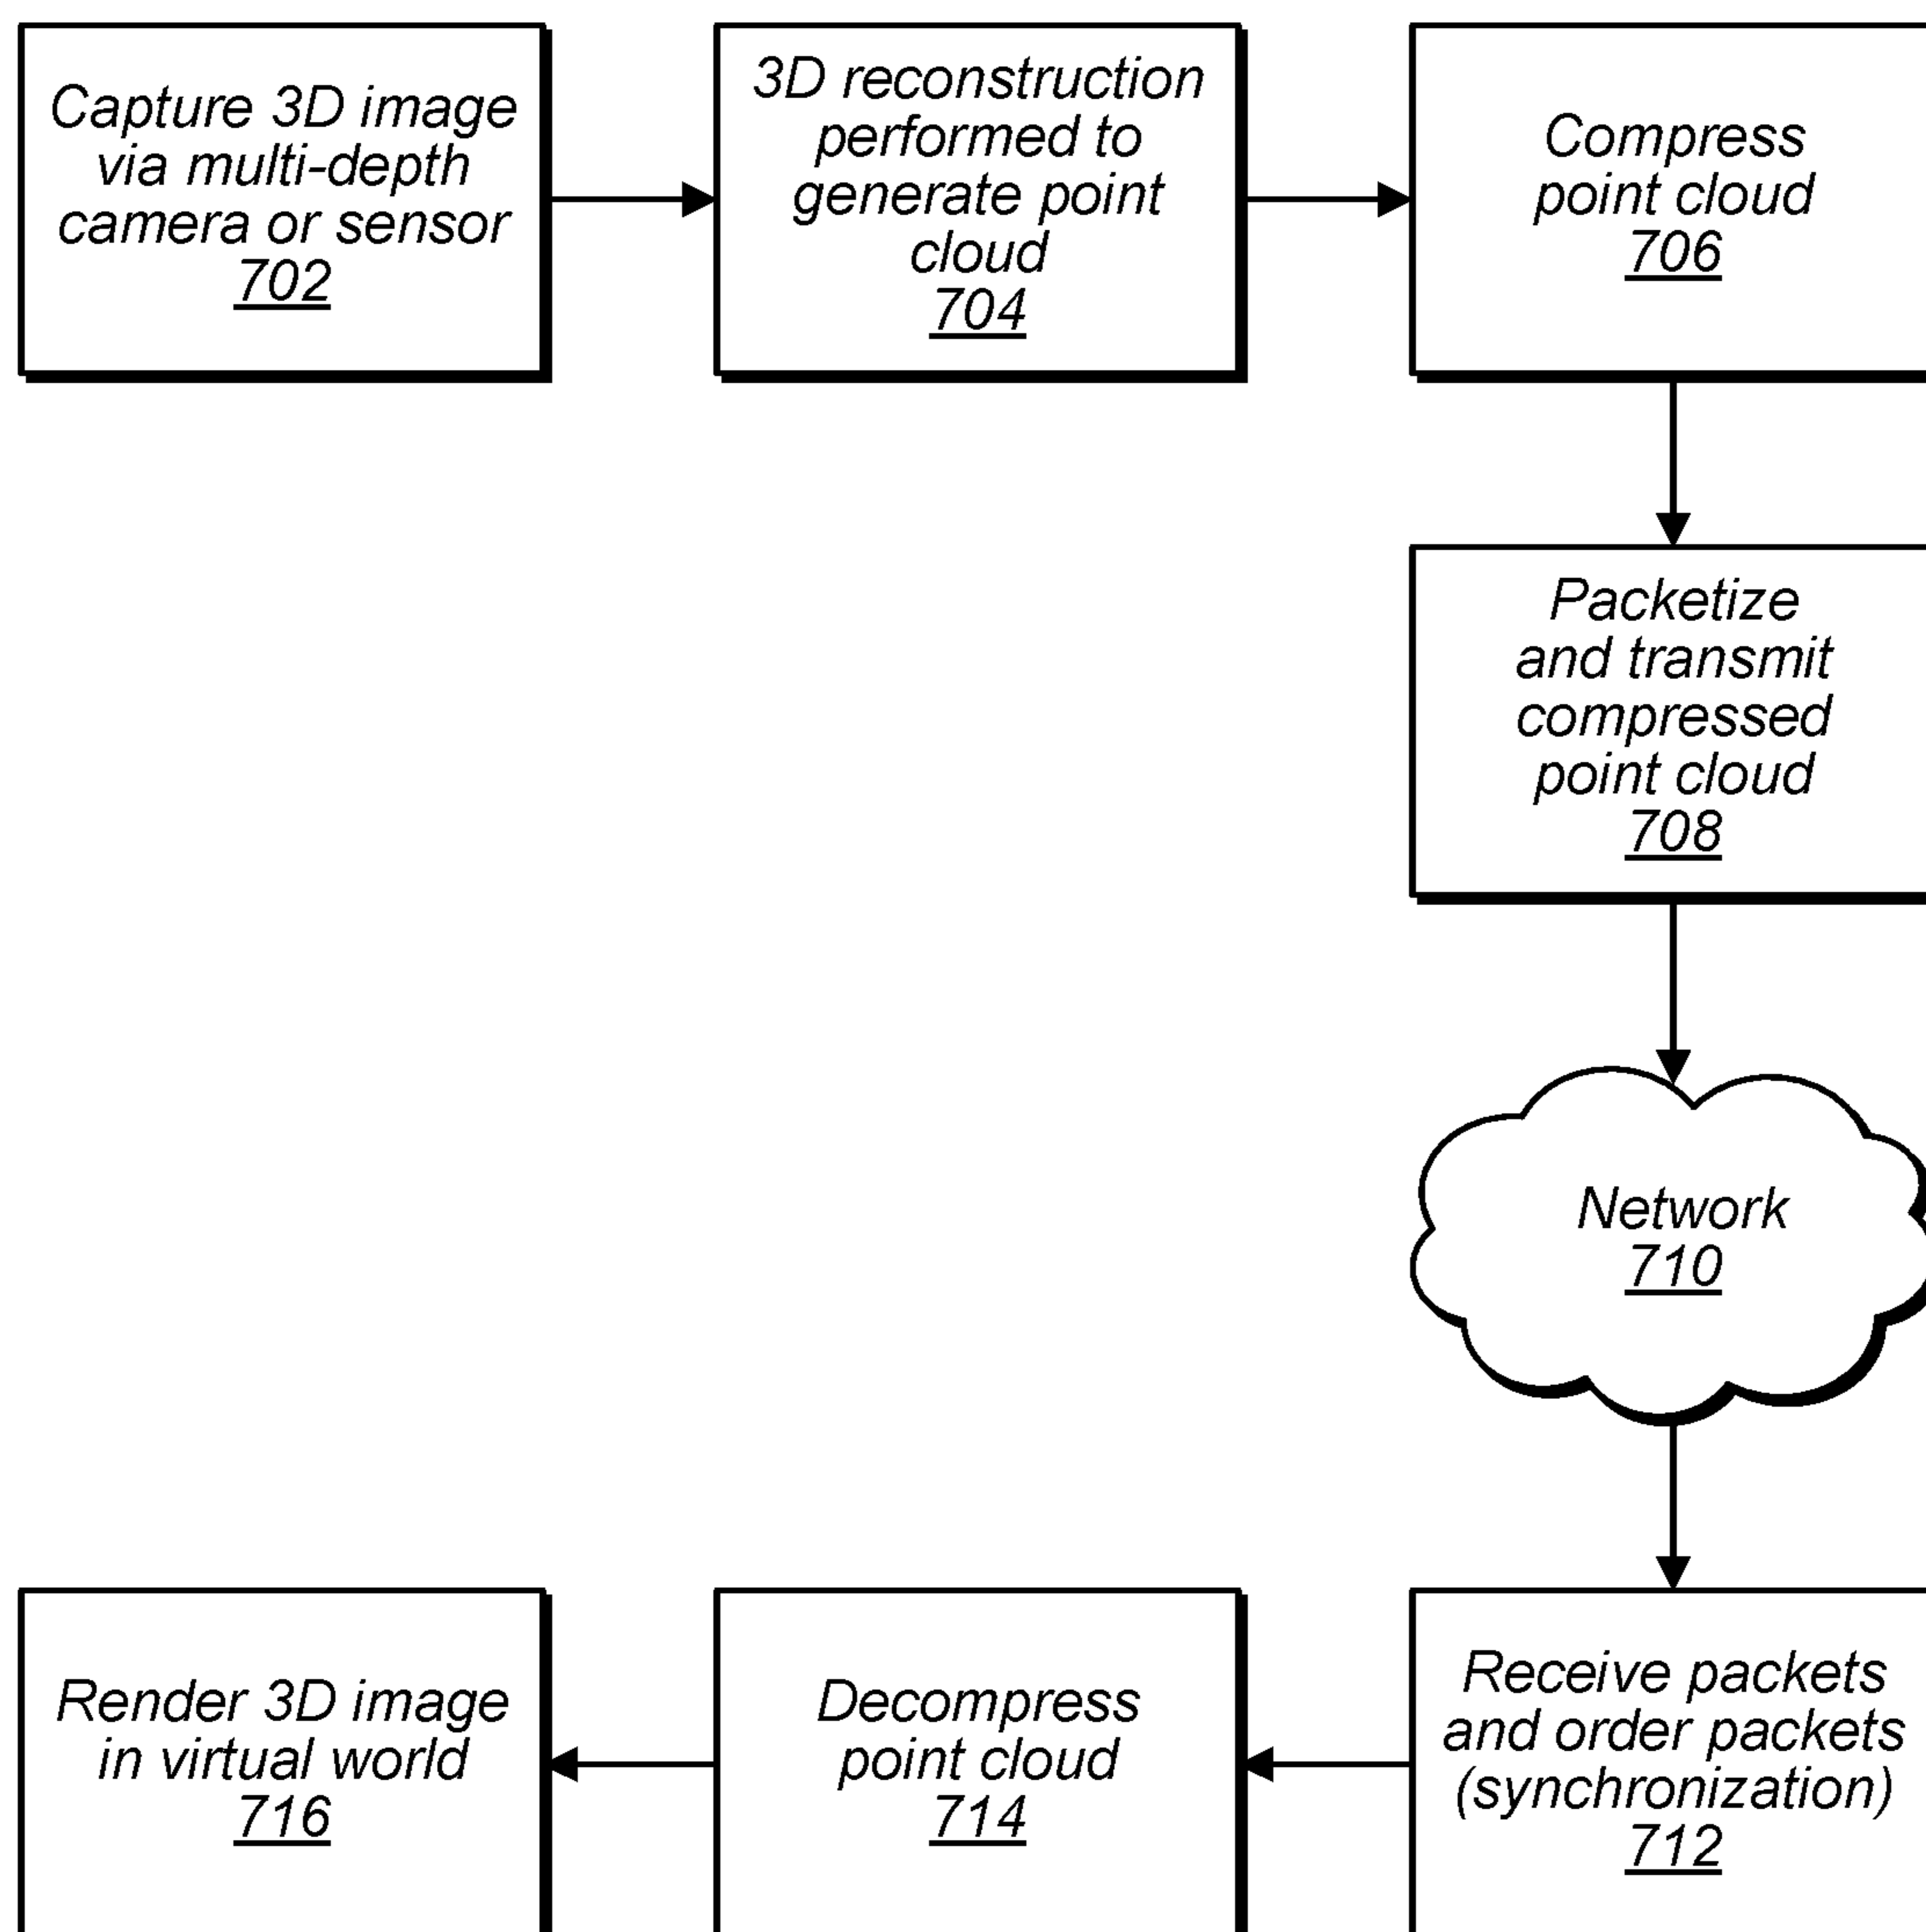 Capture 3D image
via multi-depth
camera or sensor
702
3D reconstruction
performed to
generate point
cloud
704
Compress
point cloud
706
Packetize
and transmit
compressed
point cloud
708
Network
710
Receive packets
and order packets
(synchronization)
712
Decompress
point cloud
714
Render 3D image
in virtual world
716